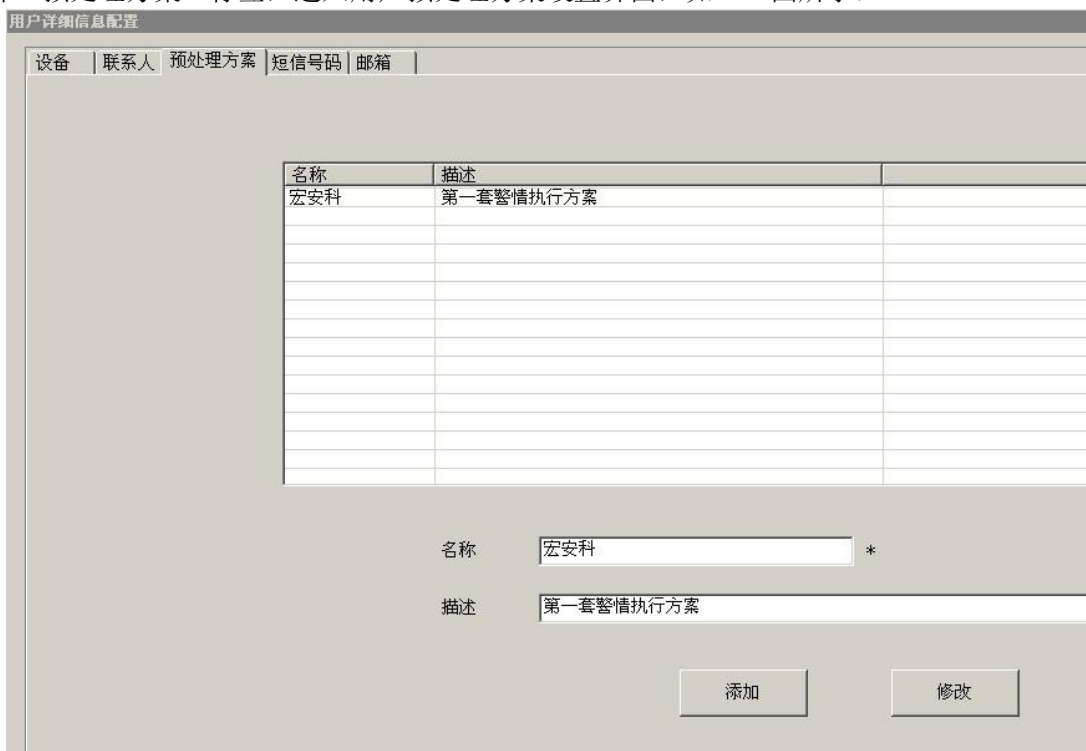 用户详细信息配置
设备 联系人 预处理方案 短信号码 邮箱
名称 描述
宏安科 第一套警情执行方案
名称 宏安科 *
描述 第一套警情执行方案
添加 修改